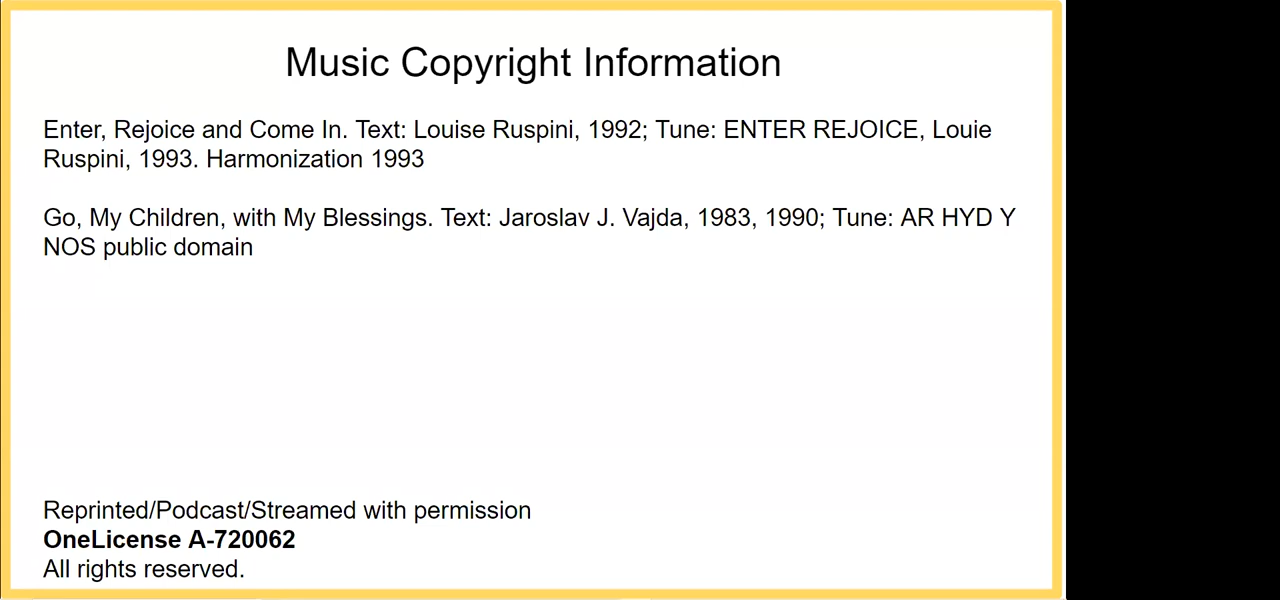 Music Copyright Information
Enter, Rejoice and Come In. Text: Louise Ruspini, 1992; Tune: ENTER REJOICE, Louie
Ruspini, 1993. Harmonization 1993
Go, My Children, with My Blessings. Text: Jaroslav J. Vajda, 1983, 1990; Tune: AR HYD Y
NOS public domain
Reprinted/Podcast/Streamed with permission
OneLicense A-720062
All rights reserved.